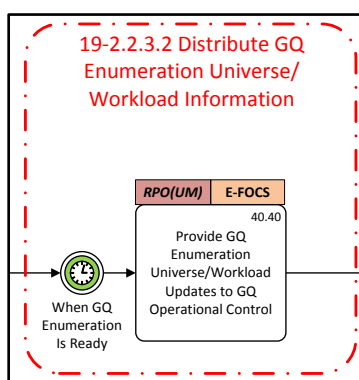 19-2.2.3.2 Distribute GQ
Enumeration Universe/
Workload Information
RPO(UM) E-FOCS
40.40
Provide GQ
Enumeration
Universe/Workload
Updates to GQ
Operational Control
When GQ
Enumeration
Is Ready